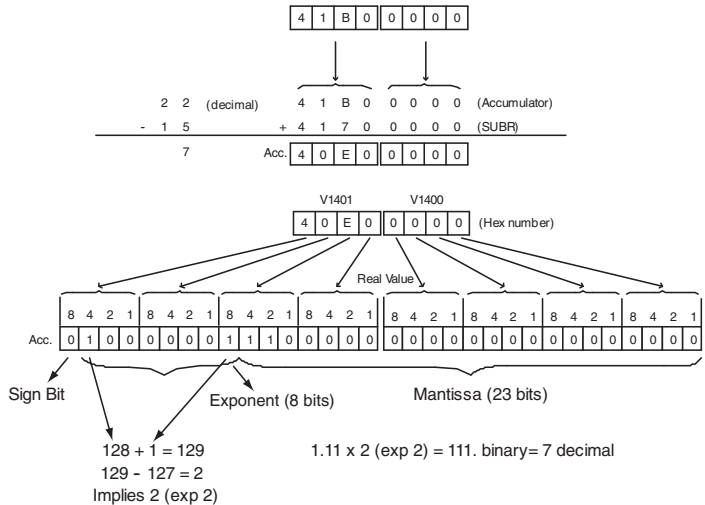 4 1 B 0 0 0 0 0
2 2 (decimal) 4 1 B 0 0 0 0 0 (Accumulator)
- 1 5 + 4 1 7 0 0 0 0 0 (SUBR)
7 Acc. 4 0 E 0 0 0 0 0
V1401 V1400
4 0 E 0 0 0 0 0 (Hex number)
Real Value
8 4 2 1 8 4 2 1 8 4 2 1 8 4 2 1 8 4 2 1 8 4 2 1 8 4 2 1 8 4 2 1
Acc. 0 1 0 0 0 0 0 0 1 1 1 0 0 0 0 0 0 0 0 0 0 0 0 0 0 0 0 0 0 0 0 0
Sign Bit Exponent (8 bits) Mantissa (23 bits)
128 + 1 = 129 1.11 x 2 (exp 2) = 111. binary= 7 decimal
129 - 127 = 2
Implies 2 (exp 2)